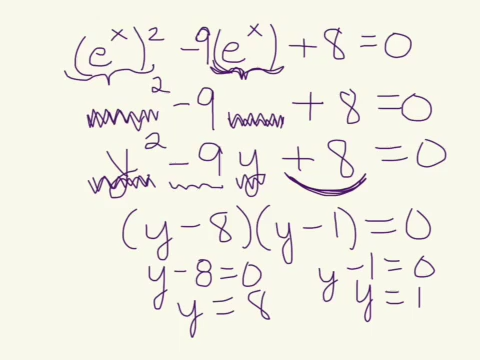 (e^x)² - 9(e^x) + 8 = 0
² - 9 + 8 = 0
y² - 9y + 8 = 0
(y - 8)(y - 1) = 0
y - 8 = 0 y - 1 = 0
y = 8 y = 1